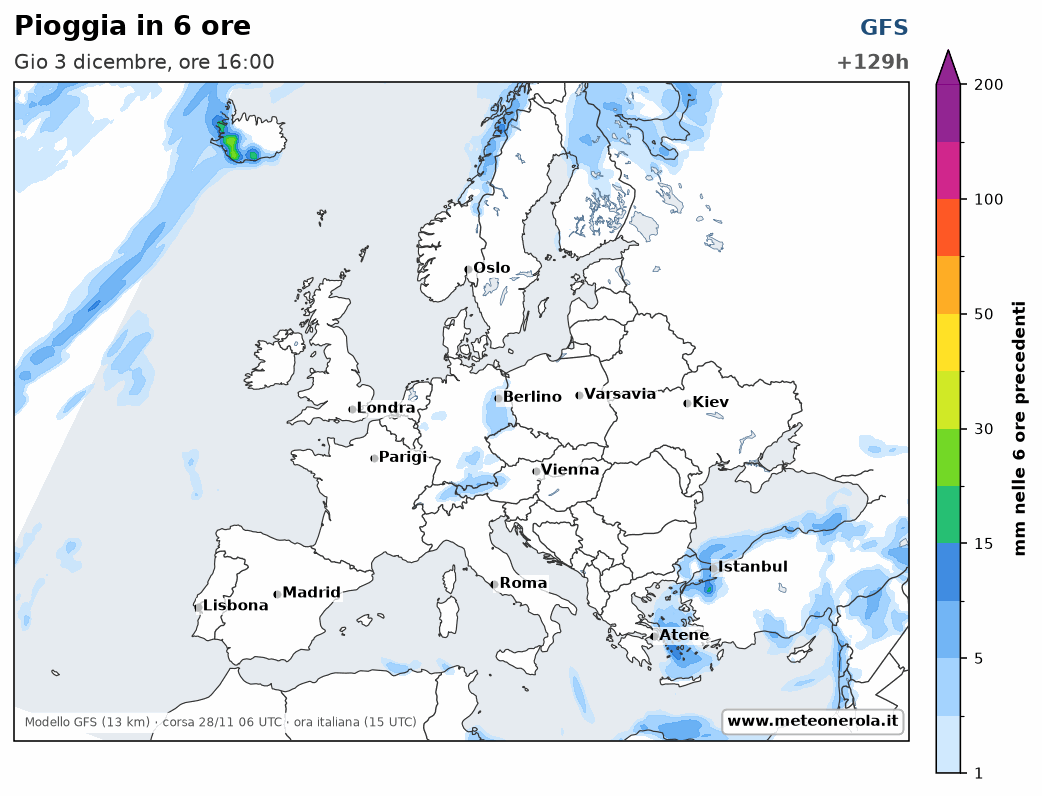 Pioggia in 6 ore
GFS
Gio 3 dicembre, ore 16:00
+129h
200
100
50
30
15
5
1
mm nelle 6 ore precedenti
Oslo
Berlino
Varsavia
Kiev
Londra
Parigi
Vienna
Istanbul
Roma
Madrid
Lisbona
Atene
Modello GFS (13 km) · corsa 28/11 06 UTC · ora italiana (15 UTC)
www.meteonerola.it